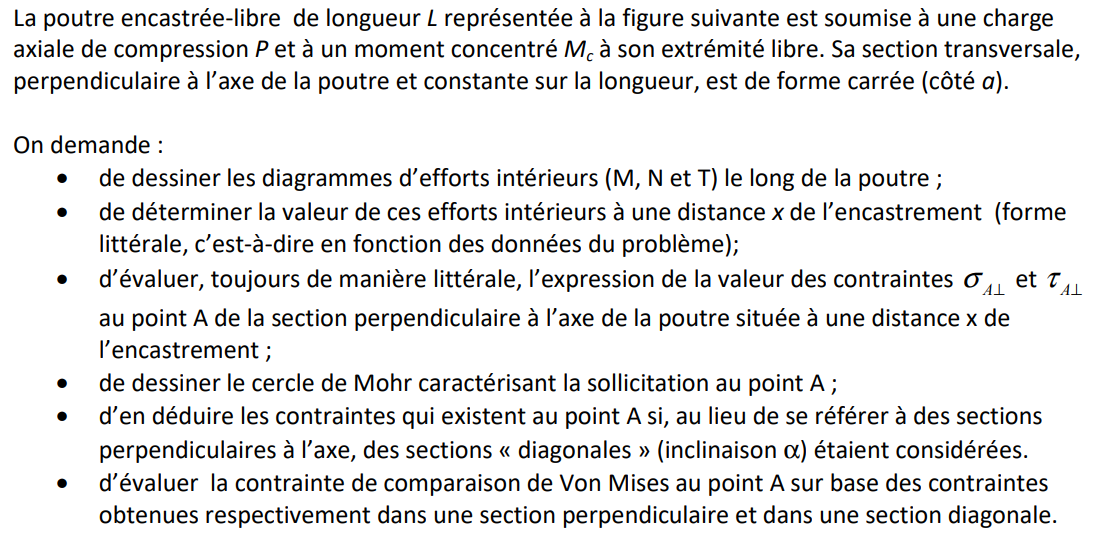 La poutre encastrée-libre de longueur L représentée à la figure suivante est soumise à une charge
axiale de compression P et à un moment concentré Mc à son extrémité libre. Sa section transversale,
perpendiculaire à l’axe de la poutre et constante sur la longueur, est de forme carrée (côté a).
On demande :
• de dessiner les diagrammes d’efforts intérieurs (M, N et T) le long de la poutre ;
• de déterminer la valeur de ces efforts intérieurs à une distance x de l’encastrement (forme
littérale, c’est-à-dire en fonction des données du problème);
• d’évaluer, toujours de manière littérale, l’expression de la valeur des contraintes σA⊥ et τA⊥
au point A de la section perpendiculaire à l’axe de la poutre située à une distance x de
l’encastrement ;
• de dessiner le cercle de Mohr caractérisant la sollicitation au point A ;
• d’en déduire les contraintes qui existent au point A si, au lieu de se référer à des sections
perpendiculaires à l’axe, des sections « diagonales » (inclinaison α) étaient considérées.
• d’évaluer la contrainte de comparaison de Von Mises au point A sur base des contraintes
obtenues respectivement dans une section perpendiculaire et dans une section diagonale.